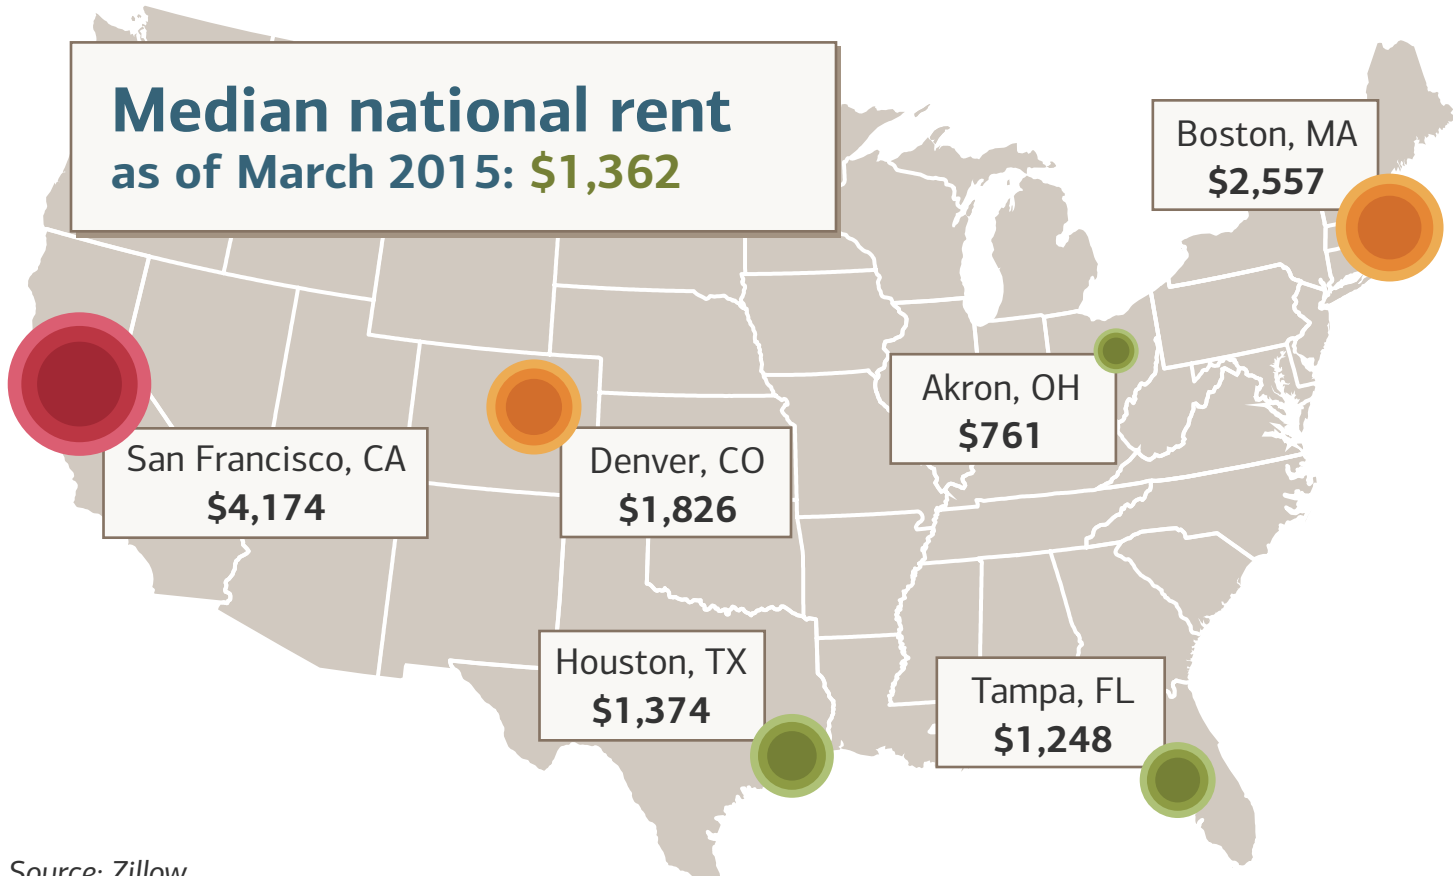 Median national rent
as of March 2015: $1,362
Boston, MA
$2,557
Akron, OH
$761
San Francisco, CA
$4,174
Denver, CO
$1,826
Houston, TX
$1,374
Tampa, FL
$1,248
Source: Zillow